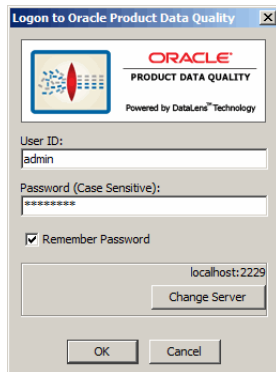 Logon to Oracle Product Data Quality
ORACLE®
PRODUCT DATA QUALITY
Powered by DataLens™ Technology
User ID:
admin
Password (Case Sensitive):
********
Remember Password
localhost:2229
Change Server
OK
Cancel